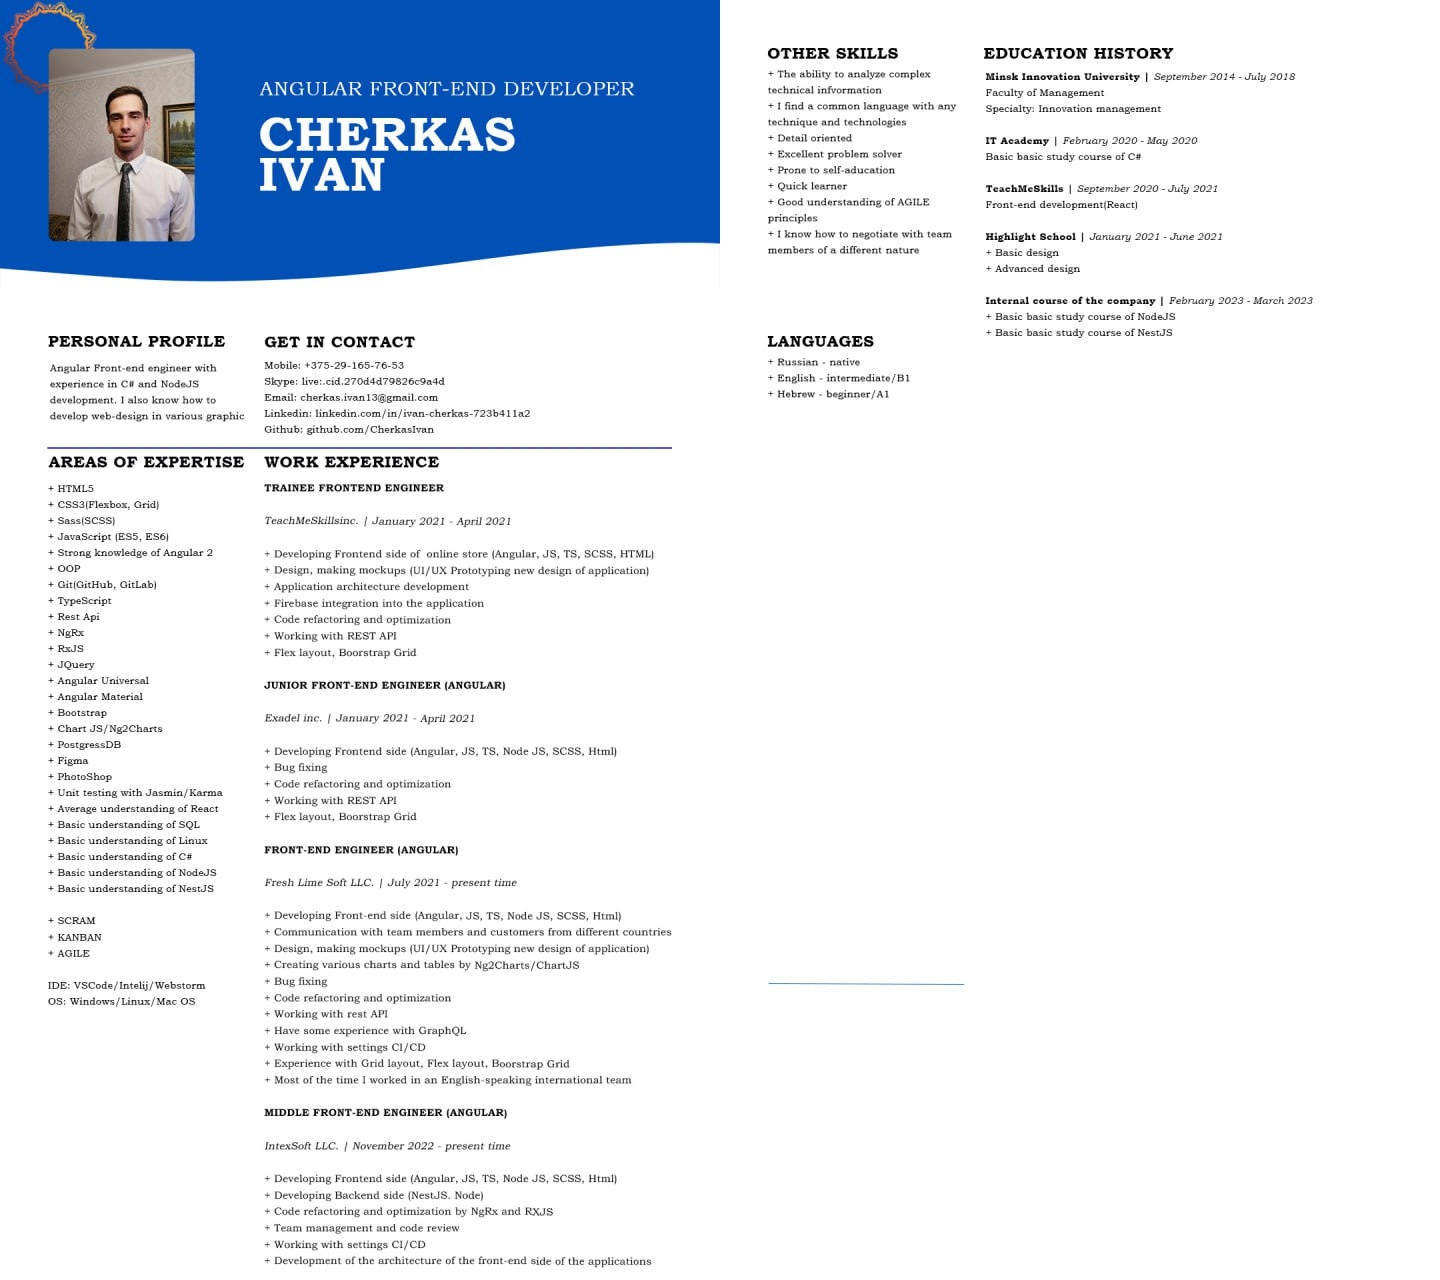 ANGULAR FRONT-END DEVELOPER
CHERKAS
IVAN
PERSONAL PROFILE
Angular Front-end engineer with
experience in C# and NodeJS
development. I also know how to
develop web-design in various graphic
GET IN CONTACT
Mobile: +375-29-165-76-53
Skype: live:.cid.270d4d79826c9a4d
Email: cherkas.ivan13@gmail.com
Linkedin: linkedin.com/in/ivan-cherkas-723b411a2
Github: github.com/CherkasIvan
AREAS OF EXPERTISE
+ HTML5
+ CSS3(Flexbox, Grid)
+ Sass(SCSS)
+ JavaScript (ES5, ES6)
+ Strong knowledge of Angular 2
+ OOP
+ Git(GitHub, GitLab)
+ TypeScript
+ Rest Api
+ NgRx
+ RxJS
+ JQuery
+ Angular Universal
+ Angular Material
+ Bootstrap
+ Chart JS/Ng2Charts
+ PostgressDB
+ Figma
+ PhotoShop
+ Unit testing with Jasmin/Karma
+ Average understanding of React
+ Basic understanding of SQL
+ Basic understanding of Linux
+ Basic understanding of C#
+ Basic understanding of NodeJS
+ Basic understanding of NestJS
+ SCRAM
+ KANBAN
+ AGILE
IDE: VSCode/Intelij/Webstorm
OS: Windows/Linux/Mac OS
WORK EXPERIENCE
TRAINEE FRONTEND ENGINEER
TeachMeSkillsinc. | January 2021 - April 2021
+ Developing Frontend side of  online store (Angular, JS, TS, SCSS, HTML)
+ Design, making mockups (UI/UX Prototyping new design of application)
+ Application architecture development
+ Firebase integration into the application
+ Code refactoring and optimization
+ Working with REST API
+ Flex layout, Boorstrap Grid
JUNIOR FRONT-END ENGINEER (ANGULAR)
Exadel inc. | January 2021 - April 2021
+ Developing Frontend side (Angular, JS, TS, Node JS, SCSS, Html)
+ Bug fixing
+ Code refactoring and optimization
+ Working with REST API
+ Flex layout, Boorstrap Grid
FRONT-END ENGINEER (ANGULAR)
Fresh Lime Soft LLC. | July 2021 - present time
+ Developing Front-end side (Angular, JS, TS, Node JS, SCSS, Html)
+ Communication with team members and customers from different countries
+ Design, making mockups (UI/UX Prototyping new design of application)
+ Creating various charts and tables by Ng2Charts/ChartJS
+ Bug fixing
+ Code refactoring and optimization
+ Working with rest API
+ Have some experience with GraphQL
+ Working with settings CI/CD
+ Experience with Grid layout, Flex layout, Boorstrap Grid
+ Most of the time I worked in an English-speaking international team
MIDDLE FRONT-END ENGINEER (ANGULAR)
IntexSoft LLC. | November 2022 - present time
+ Developing Frontend side (Angular, JS, TS, Node JS, SCSS, Html)
+ Developing Backend side (NestJS. Node)
+ Code refactoring and optimization by NgRx and RXJS
+ Team management and code review
+ Working with settings CI/CD
+ Development of the architecture of the front-end side of the applications
OTHER SKILLS
+ The ability to analyze complex
technical infvormation
+ I find a common language with any
technique and technologies
+ Detail oriented
+ Excellent problem solver
+ Prone to self-aducation
+ Quick learner
+ Good understanding of AGILE
principles
+ I know how to negotiate with team
members of a different nature
LANGUAGES
+ Russian - native
+ English - intermediate/B1
+ Hebrew - beginner/A1
EDUCATION HISTORY
Minsk Innovation University | September 2014 - July 2018
Faculty of Management
Specialty: Innovation management
IT Academy | February 2020 - May 2020
Basic basic study course of C#
TeachMeSkills | September 2020 - July 2021
Front-end development(React)
Highlight School | January 2021 - June 2021
+ Basic design
+ Advanced design
Internal course of the company | February 2023 - March 2023
+ Basic basic study course of NodeJS
+ Basic basic study course of NestJS